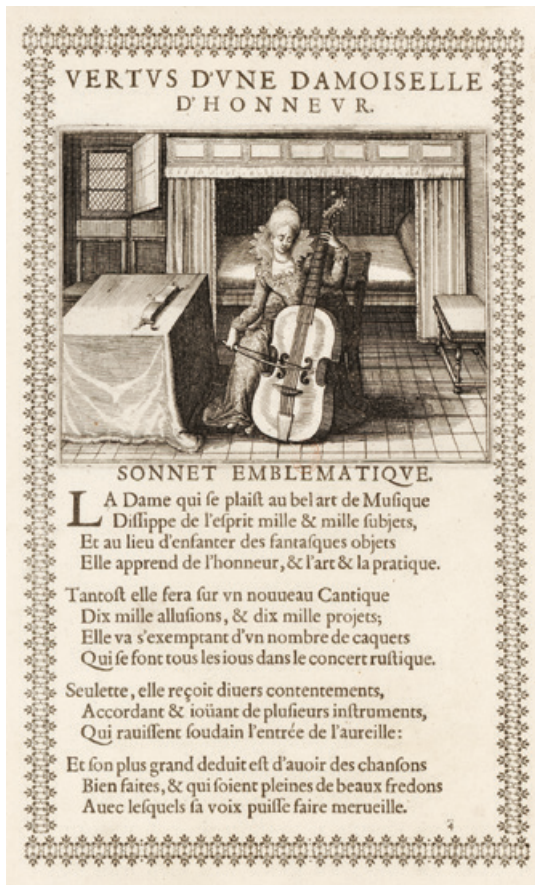 VERTVS D'VNE DAMOISELLE
D'HONNEVR.
SONNET EMBLEMATIQVE.
LA Dame qui ſe plaiſt au bel art de Muſique
Diſſippe de l'eſprit mille & mille ſubjets,
Et au lieu d'enfanter des fantaſques objets
Elle apprend de l'honneur, & l'art & la pratique.
Tantoſt elle fera ſur vn nouueau Cantique
Dix mille alluſions, & dix mille projets;
Elle va s'exemptant d'vn nombre de caquets
Qui ſe font tous les ious dans le concert ruſtique.
Seulette, elle reçoit diuers contentements,
Accordant & ioüant de pluſieurs inſtruments,
Qui rauiſſent ſoudain l'entrée de l'aureille:
Et ſon plus grand deduit eſt d'auoir des chanſons
Bien faites, & qui ſoient pleines de beaux fredons
Auec leſquels ſa voix puiſſe faire merueille.